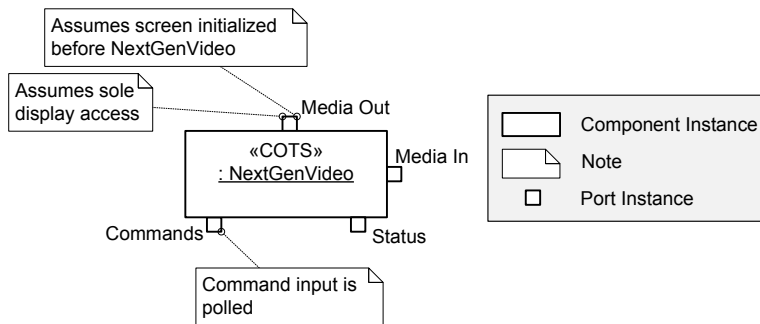 Assumes screen initialized
before NextGenVideo
Assumes sole
display access
Media Out
«COTS»
: NextGenVideo
Media In
Commands
Status
Command input is
polled
Component Instance
Note
Port Instance